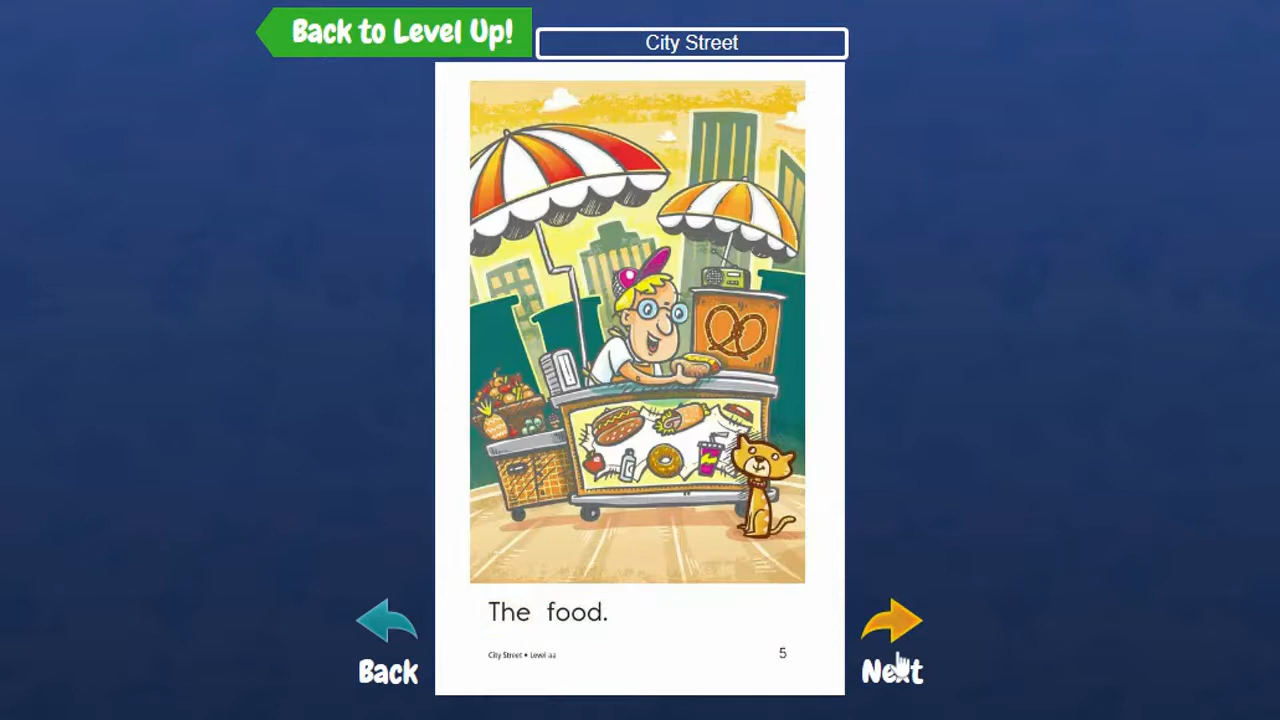 Back to Level Up!
City Street
The food.
City Street • Level aa
5
Back
Next